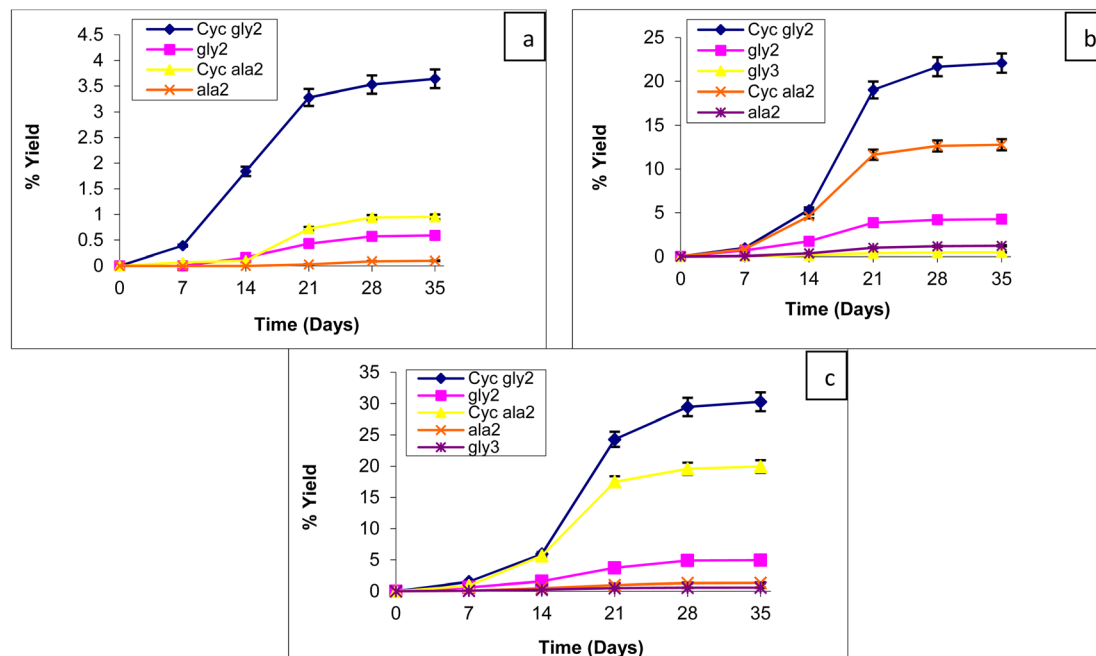 a
Cyc gly2
gly2
Cyc ala2
ala2
4.5
4
3.5
3
2.5
2
1.5
1
0.5
0
% Yield
0 7 14 21 28 35
Time (Days)
b
Cyc gly2
gly2
gly3
Cyc ala2
ala2
25
20
15
10
5
0
% Yield
0 7 14 21 28 35
Time (Days)
c
Cyc gly2
gly2
Cyc ala2
ala2
gly3
35
30
25
20
15
10
5
0
% Yield
0 7 14 21 28 35
Time (Days)